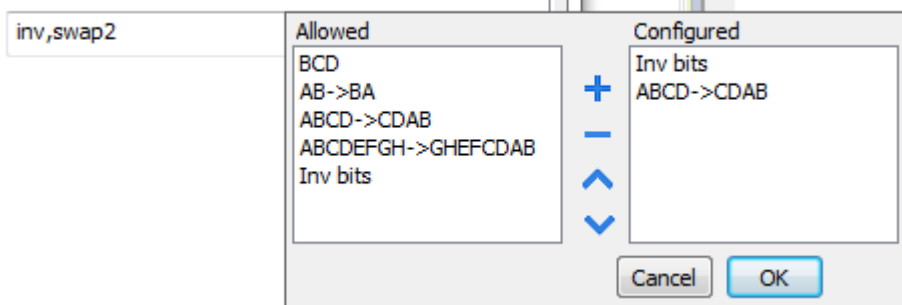 inv,swap2
Allowed
BCD
AB->BA
ABCD->CDAB
ABCDEFGH->GHEFCDAB
Inv bits
Configured
Inv bits
ABCD->CDAB
Cancel
OK